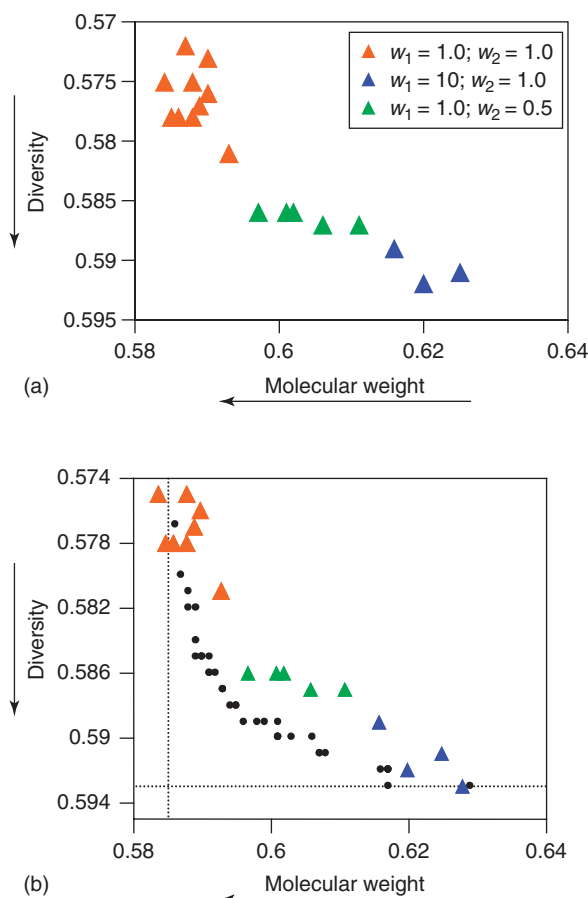 0.57
0.575
0.58
0.585
0.59
0.595
Diversity
w1 = 1.0; w2 = 1.0
w1 = 10; w2 = 1.0
w1 = 1.0; w2 = 0.5
0.58 0.6 0.62 0.64
(a) Molecular weight
0.574
0.578
0.582
0.586
0.59
0.594
Diversity
0.58 0.6 0.62 0.64
(b) Molecular weight